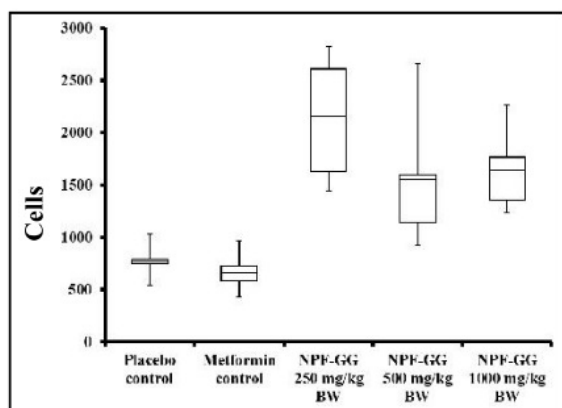 3000
2500
2000
1500
1000
500
0
Cells
Placebo control
Metformin control
NPF-GG 250 mg/kg BW
NPF-GG 500 mg/kg BW
NPF-GG 1000 mg/kg BW